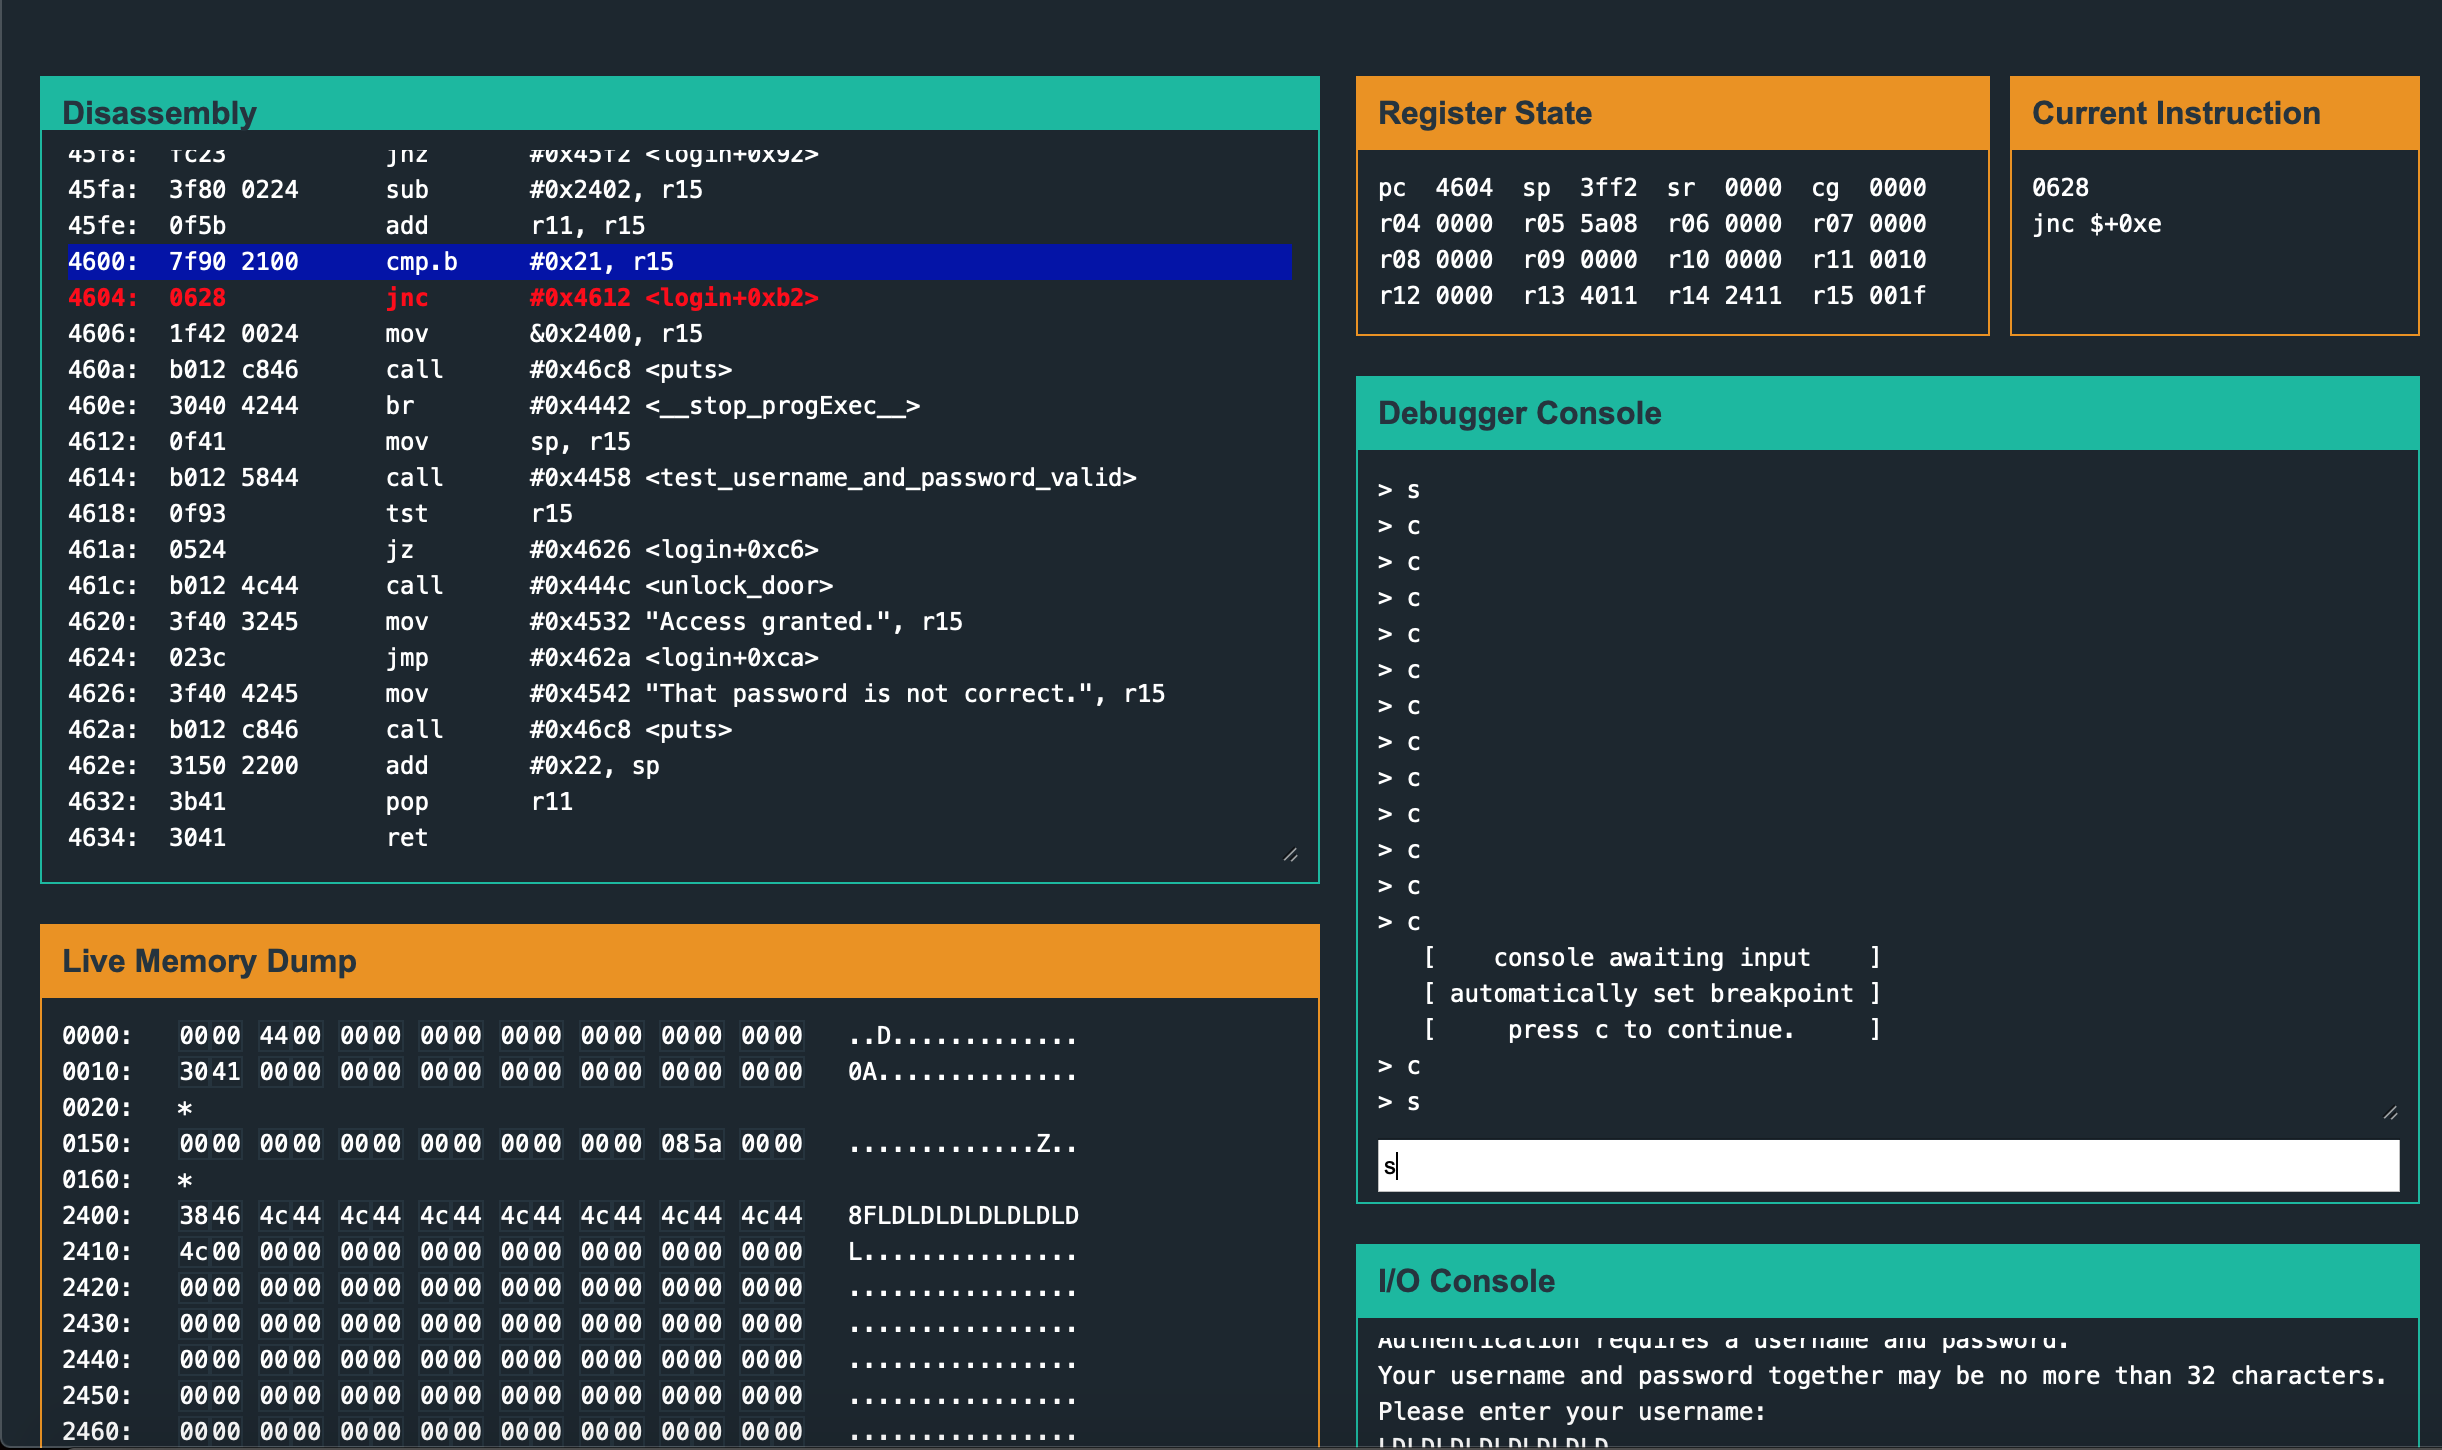 Disassembly
45f8: fc23 jnz #0x45f2 <login+0x92>
45fa: 3f80 0224 sub #0x2402, r15
45fe: 0f5b add r11, r15
4600: 7f90 2100 cmp.b #0x21, r15
4604: 0628 jnc #0x4612 <login+0xb2>
4606: 1f42 0024 mov &0x2400, r15
460a: b012 c846 call #0x46c8 <puts>
460e: 3040 4244 br #0x4442 <__stop_progExec__>
4612: 0f41 mov sp, r15
4614: b012 5844 call #0x4458 <test_username_and_password_valid>
4618: 0f93 tst r15
461a: 0524 jz #0x4626 <login+0xc6>
461c: b012 4c44 call #0x444c <unlock_door>
4620: 3f40 3245 mov #0x4532 "Access granted.", r15
4624: 023c jmp #0x462a <login+0xca>
4626: 3f40 4245 mov #0x4542 "That password is not correct.", r15
462a: b012 c846 call #0x46c8 <puts>
462e: 3150 2200 add #0x22, sp
4632: 3b41 pop r11
4634: 3041 ret
Live Memory Dump
0000: 0000 4400 0000 0000 0000 0000 0000 0000 ..D.............
0010: 3041 0000 0000 0000 0000 0000 0000 0000 0A..............
0020: *
0150: 0000 0000 0000 0000 0000 0000 085a 0000 .............Z..
0160: *
2400: 3846 4c44 4c44 4c44 4c44 4c44 4c44 4c44 8FLDLDLDLDLDLDLD
2410: 4c00 0000 0000 0000 0000 0000 0000 0000 L...............
2420: 0000 0000 0000 0000 0000 0000 0000 0000 ................
2430: 0000 0000 0000 0000 0000 0000 0000 0000 ................
2440: 0000 0000 0000 0000 0000 0000 0000 0000 ................
2450: 0000 0000 0000 0000 0000 0000 0000 0000 ................
2460: 0000 0000 0000 0000 0000 0000 0000 0000 ................
Register State
pc 4604 sp 3ff2 sr 0000 cg 0000
r04 0000 r05 5a08 r06 0000 r07 0000
r08 0000 r09 0000 r10 0000 r11 0010
r12 0000 r13 4011 r14 2411 r15 001f
Current Instruction
0628
jnc $+0xe
Debugger Console
> s
> c
> c
> c
> c
> c
> c
> c
> c
> c
> c
> c
> c
[ console awaiting input ]
[ automatically set breakpoint ]
[ press c to continue. ]
> c
> s
s
I/O Console
Authentication requires a username and password.
Your username and password together may be no more than 32 characters.
Please enter your username: